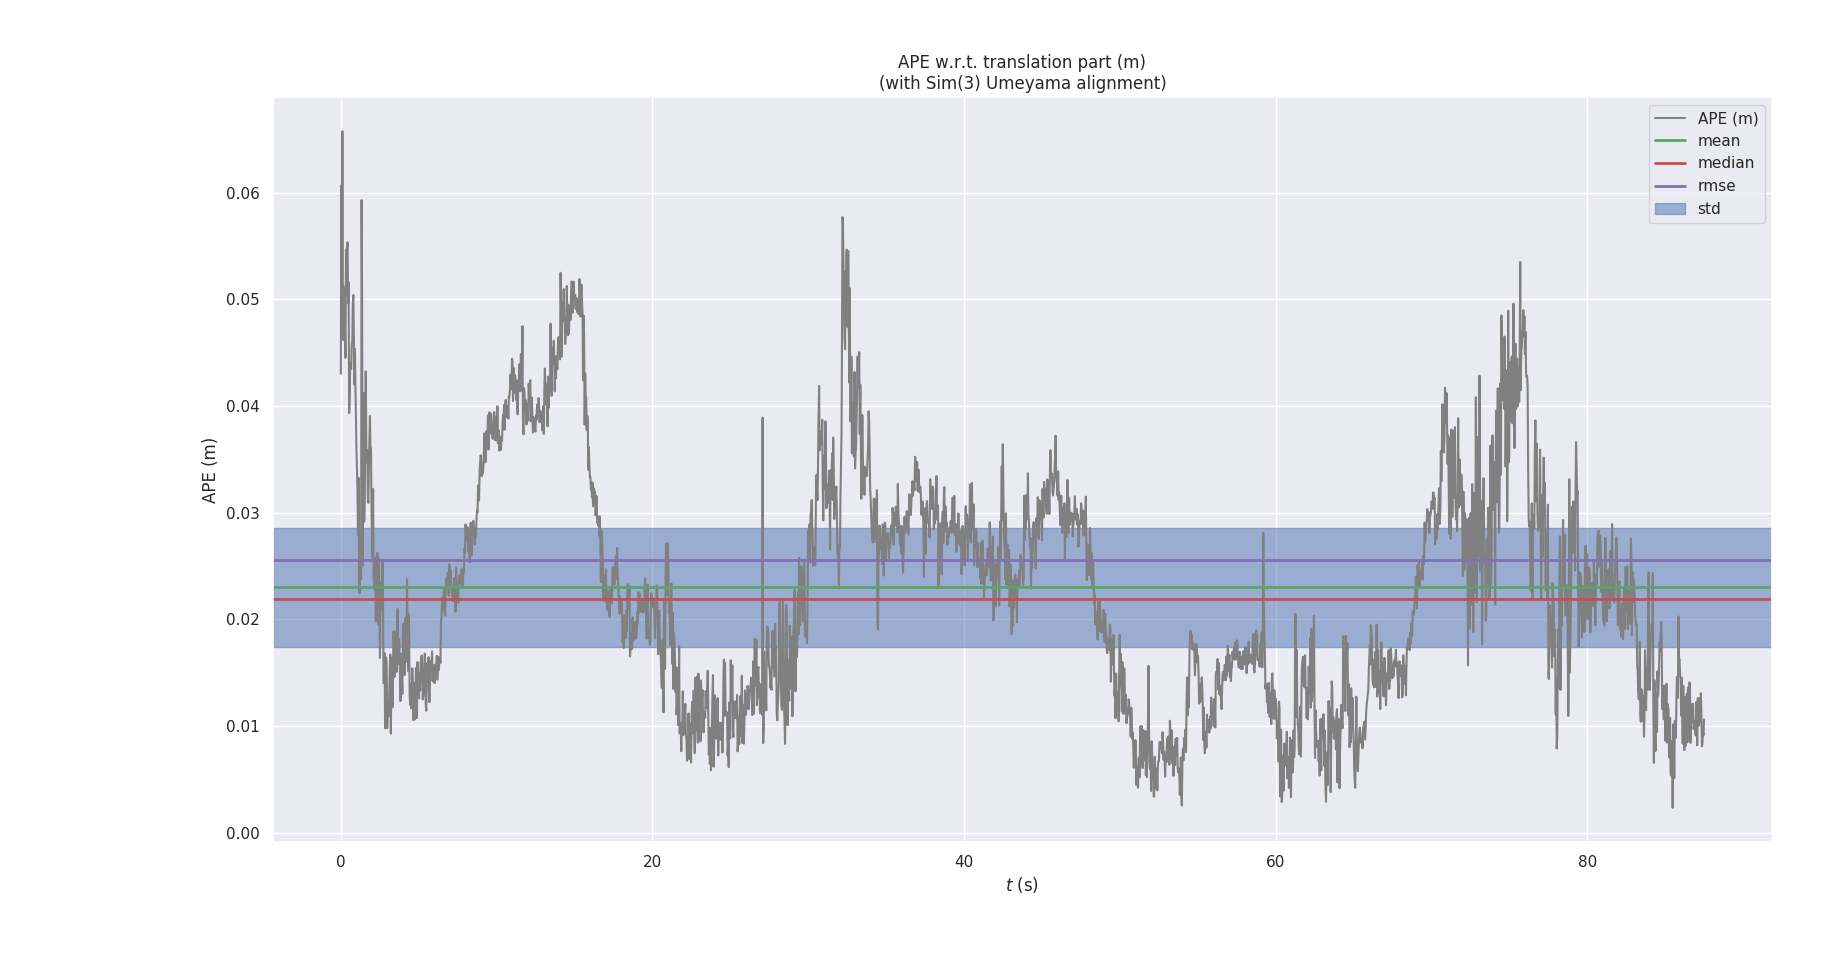 APE w.r.t. translation part (m)
(with Sim(3) Umeyama alignment)
APE (m)
mean
median
rmse
std
APE (m)
0.06
0.05
0.04
0.03
0.02
0.01
0.00
0 20 40 60 80
t (s)